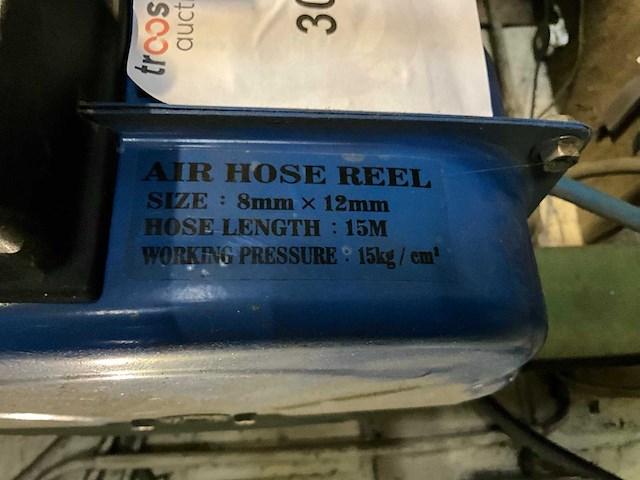 troos
auct
30
AIR HOSE REEL
SIZE : 8mm × 12mm
HOSE LENGTH : 15M
WORKING PRESSURE : 15kg / cm²